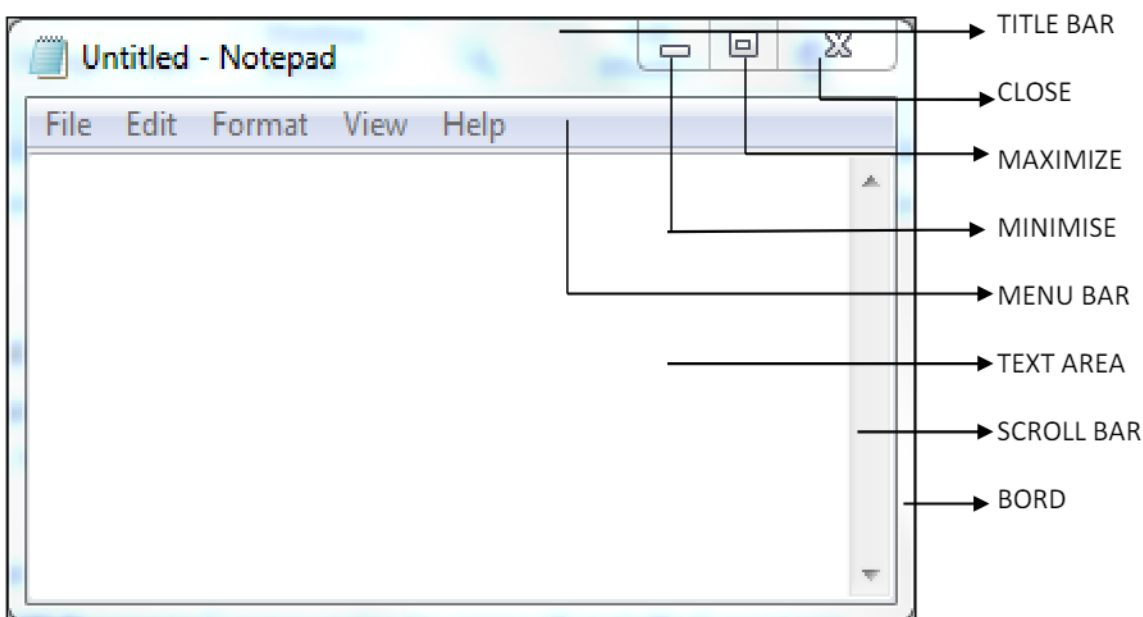 TITLE BAR
Untitled - Notepad
CLOSE
File Edit Format View Help
MAXIMIZE
MINIMISE
MENU BAR
TEXT AREA
SCROLL BAR
BORD